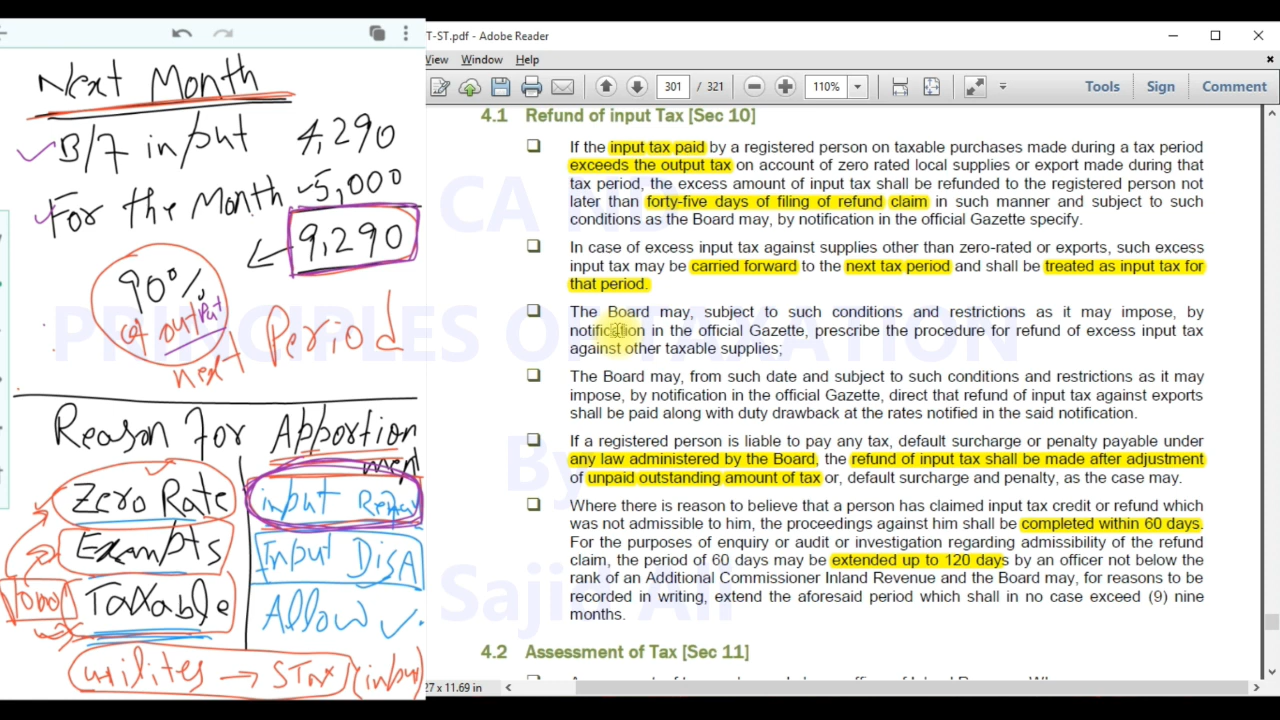 Next Month
B/F input 4,290
For the Month 5,000
9,290
90%
of output
next Period
Reason For Apportion
ment
Zero Rate
Exampts
Taxable
input
Input DisA
Allow
utilites → STax (input)
T-ST.pdf - Adobe Reader
View Window Help
301 / 321 110% Tools Sign Comment
4.1 Refund of input Tax [Sec 10]
If the input tax paid by a registered person on taxable purchases made during a tax period
exceeds the output tax on account of zero rated local supplies or export made during that
tax period, the excess amount of input tax shall be refunded to the registered person not
later than forty-five days of filing of refund claim in such manner and subject to such
conditions as the Board may, by notification in the official Gazette specify.
In case of excess input tax against supplies other than zero-rated or exports, such excess
input tax may be carried forward to the next tax period and shall be treated as input tax for
that period.
The Board may, subject to such conditions and restrictions as it may impose, by
notification in the official Gazette, prescribe the procedure for refund of excess input tax
against other taxable supplies;
The Board may, from such date and subject to such conditions and restrictions as it may
impose, by notification in the official Gazette, direct that refund of input tax against exports
shall be paid along with duty drawback at the rates notified in the said notification.
If a registered person is liable to pay any tax, default surcharge or penalty payable under
any law administered by the Board, the refund of input tax shall be made after adjustment
of unpaid outstanding amount of tax or, default surcharge and penalty, as the case may.
Where there is reason to believe that a person has claimed input tax credit or refund which
was not admissible to him, the proceedings against him shall be completed within 60 days.
For the purposes of enquiry or audit or investigation regarding admissibility of the refund
claim, the period of 60 days may be extended up to 120 days by an officer not below the
rank of an Additional Commissioner Inland Revenue and the Board may, for reasons to be
recorded in writing, extend the aforesaid period which shall in no case exceed (9) nine
months.
4.2 Assessment of Tax [Sec 11]
27 x 11.69 in
PRINCIPLES OF TAXATION
By